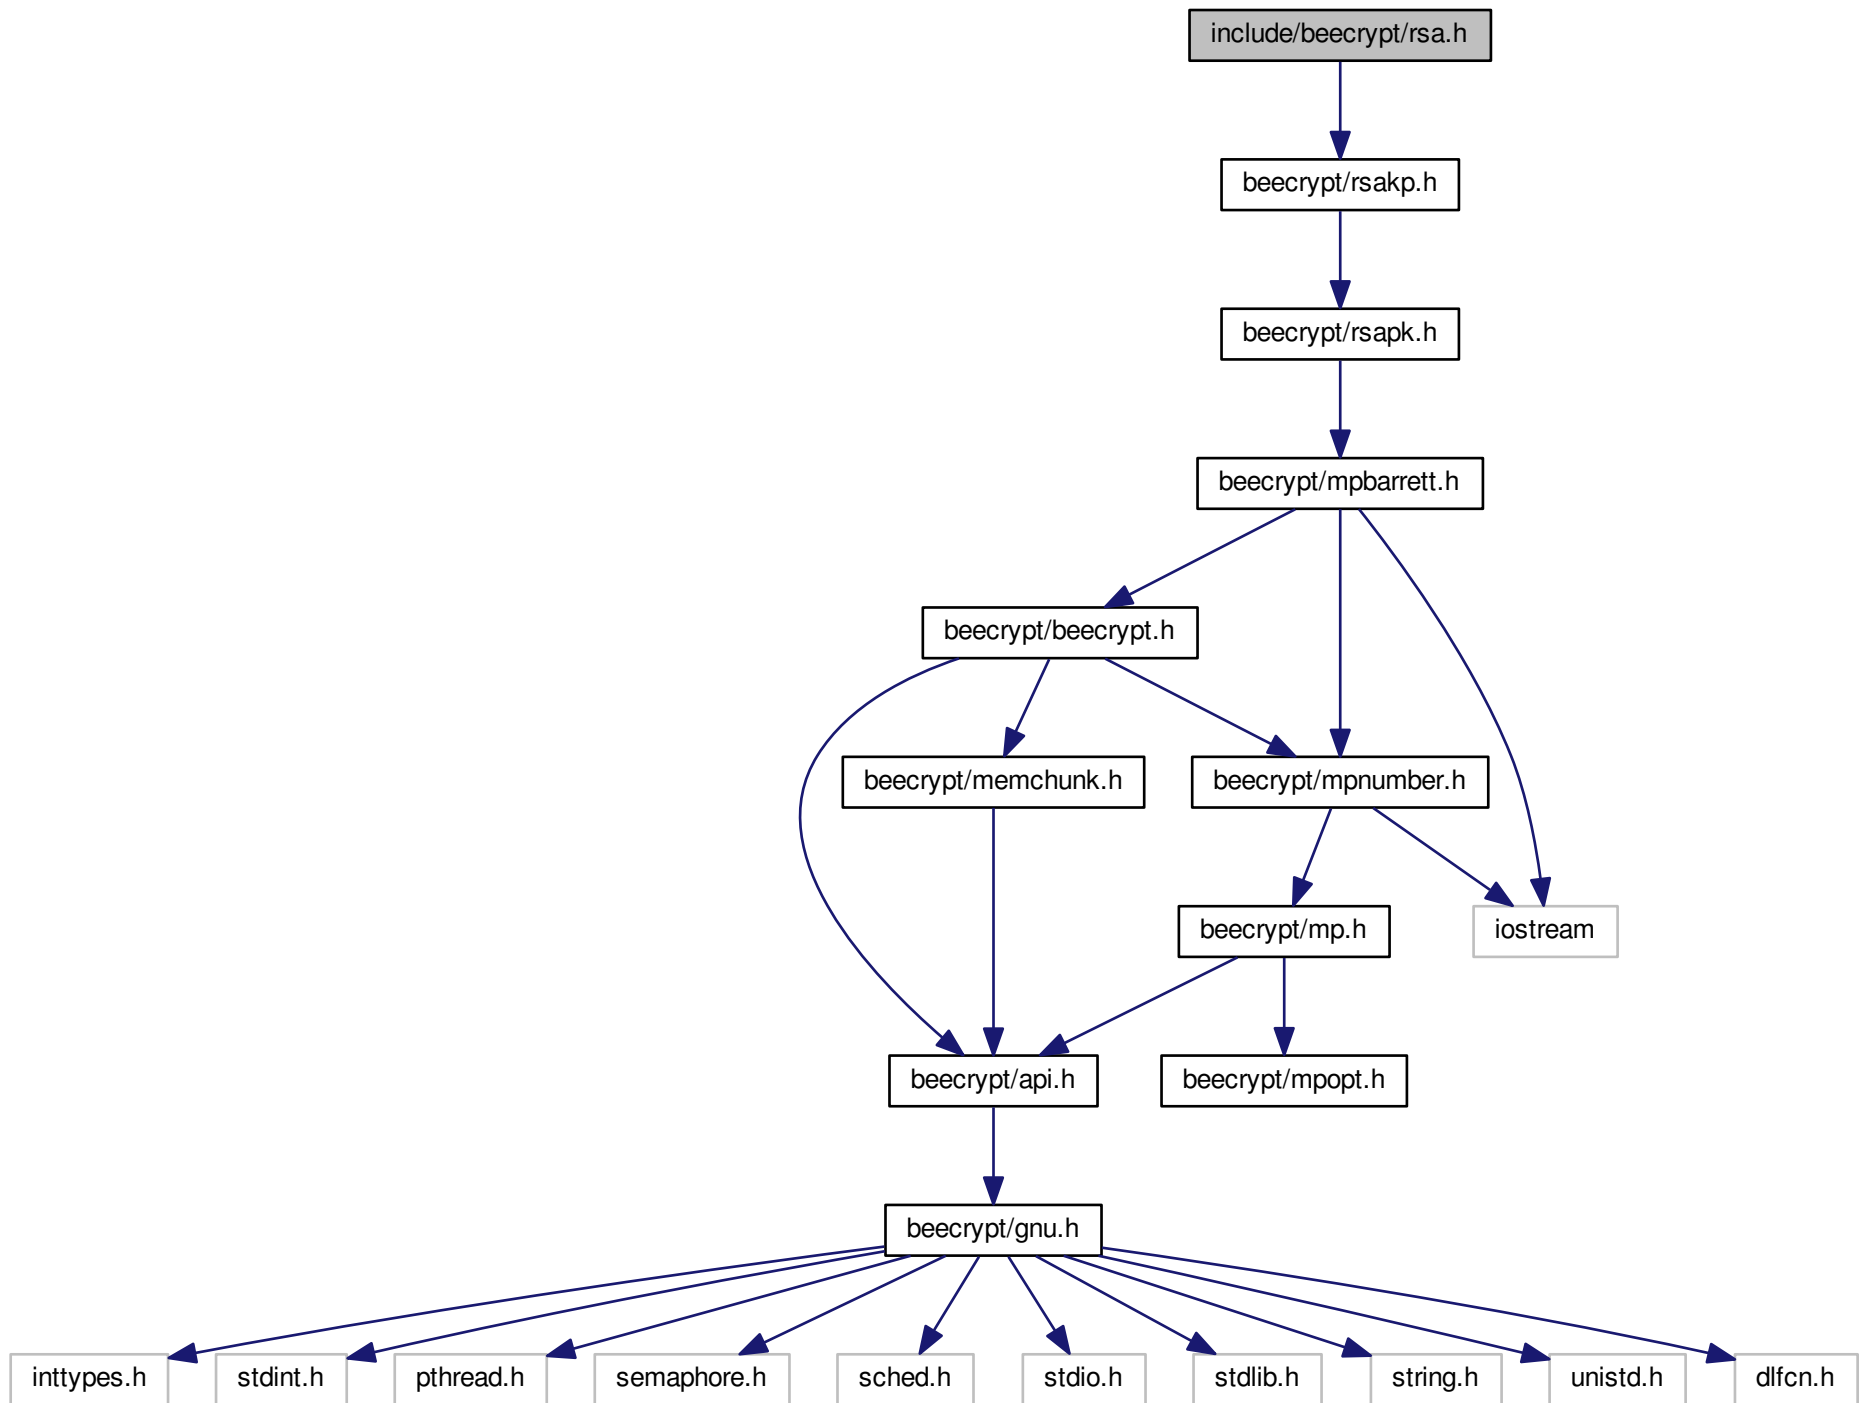 include/beecrypt/rsa.h
beecrypt/rsakp.h
beecrypt/rsapk.h
beecrypt/mpbarrett.h
beecrypt/beecrypt.h
beecrypt/memchunk.h
beecrypt/mpnumber.h
beecrypt/mp.h
iostream
beecrypt/api.h
beecrypt/mpopt.h
beecrypt/gnu.h
inttypes.h
stdint.h
pthread.h
semaphore.h
sched.h
stdio.h
stdlib.h
string.h
unistd.h
dlfcn.h